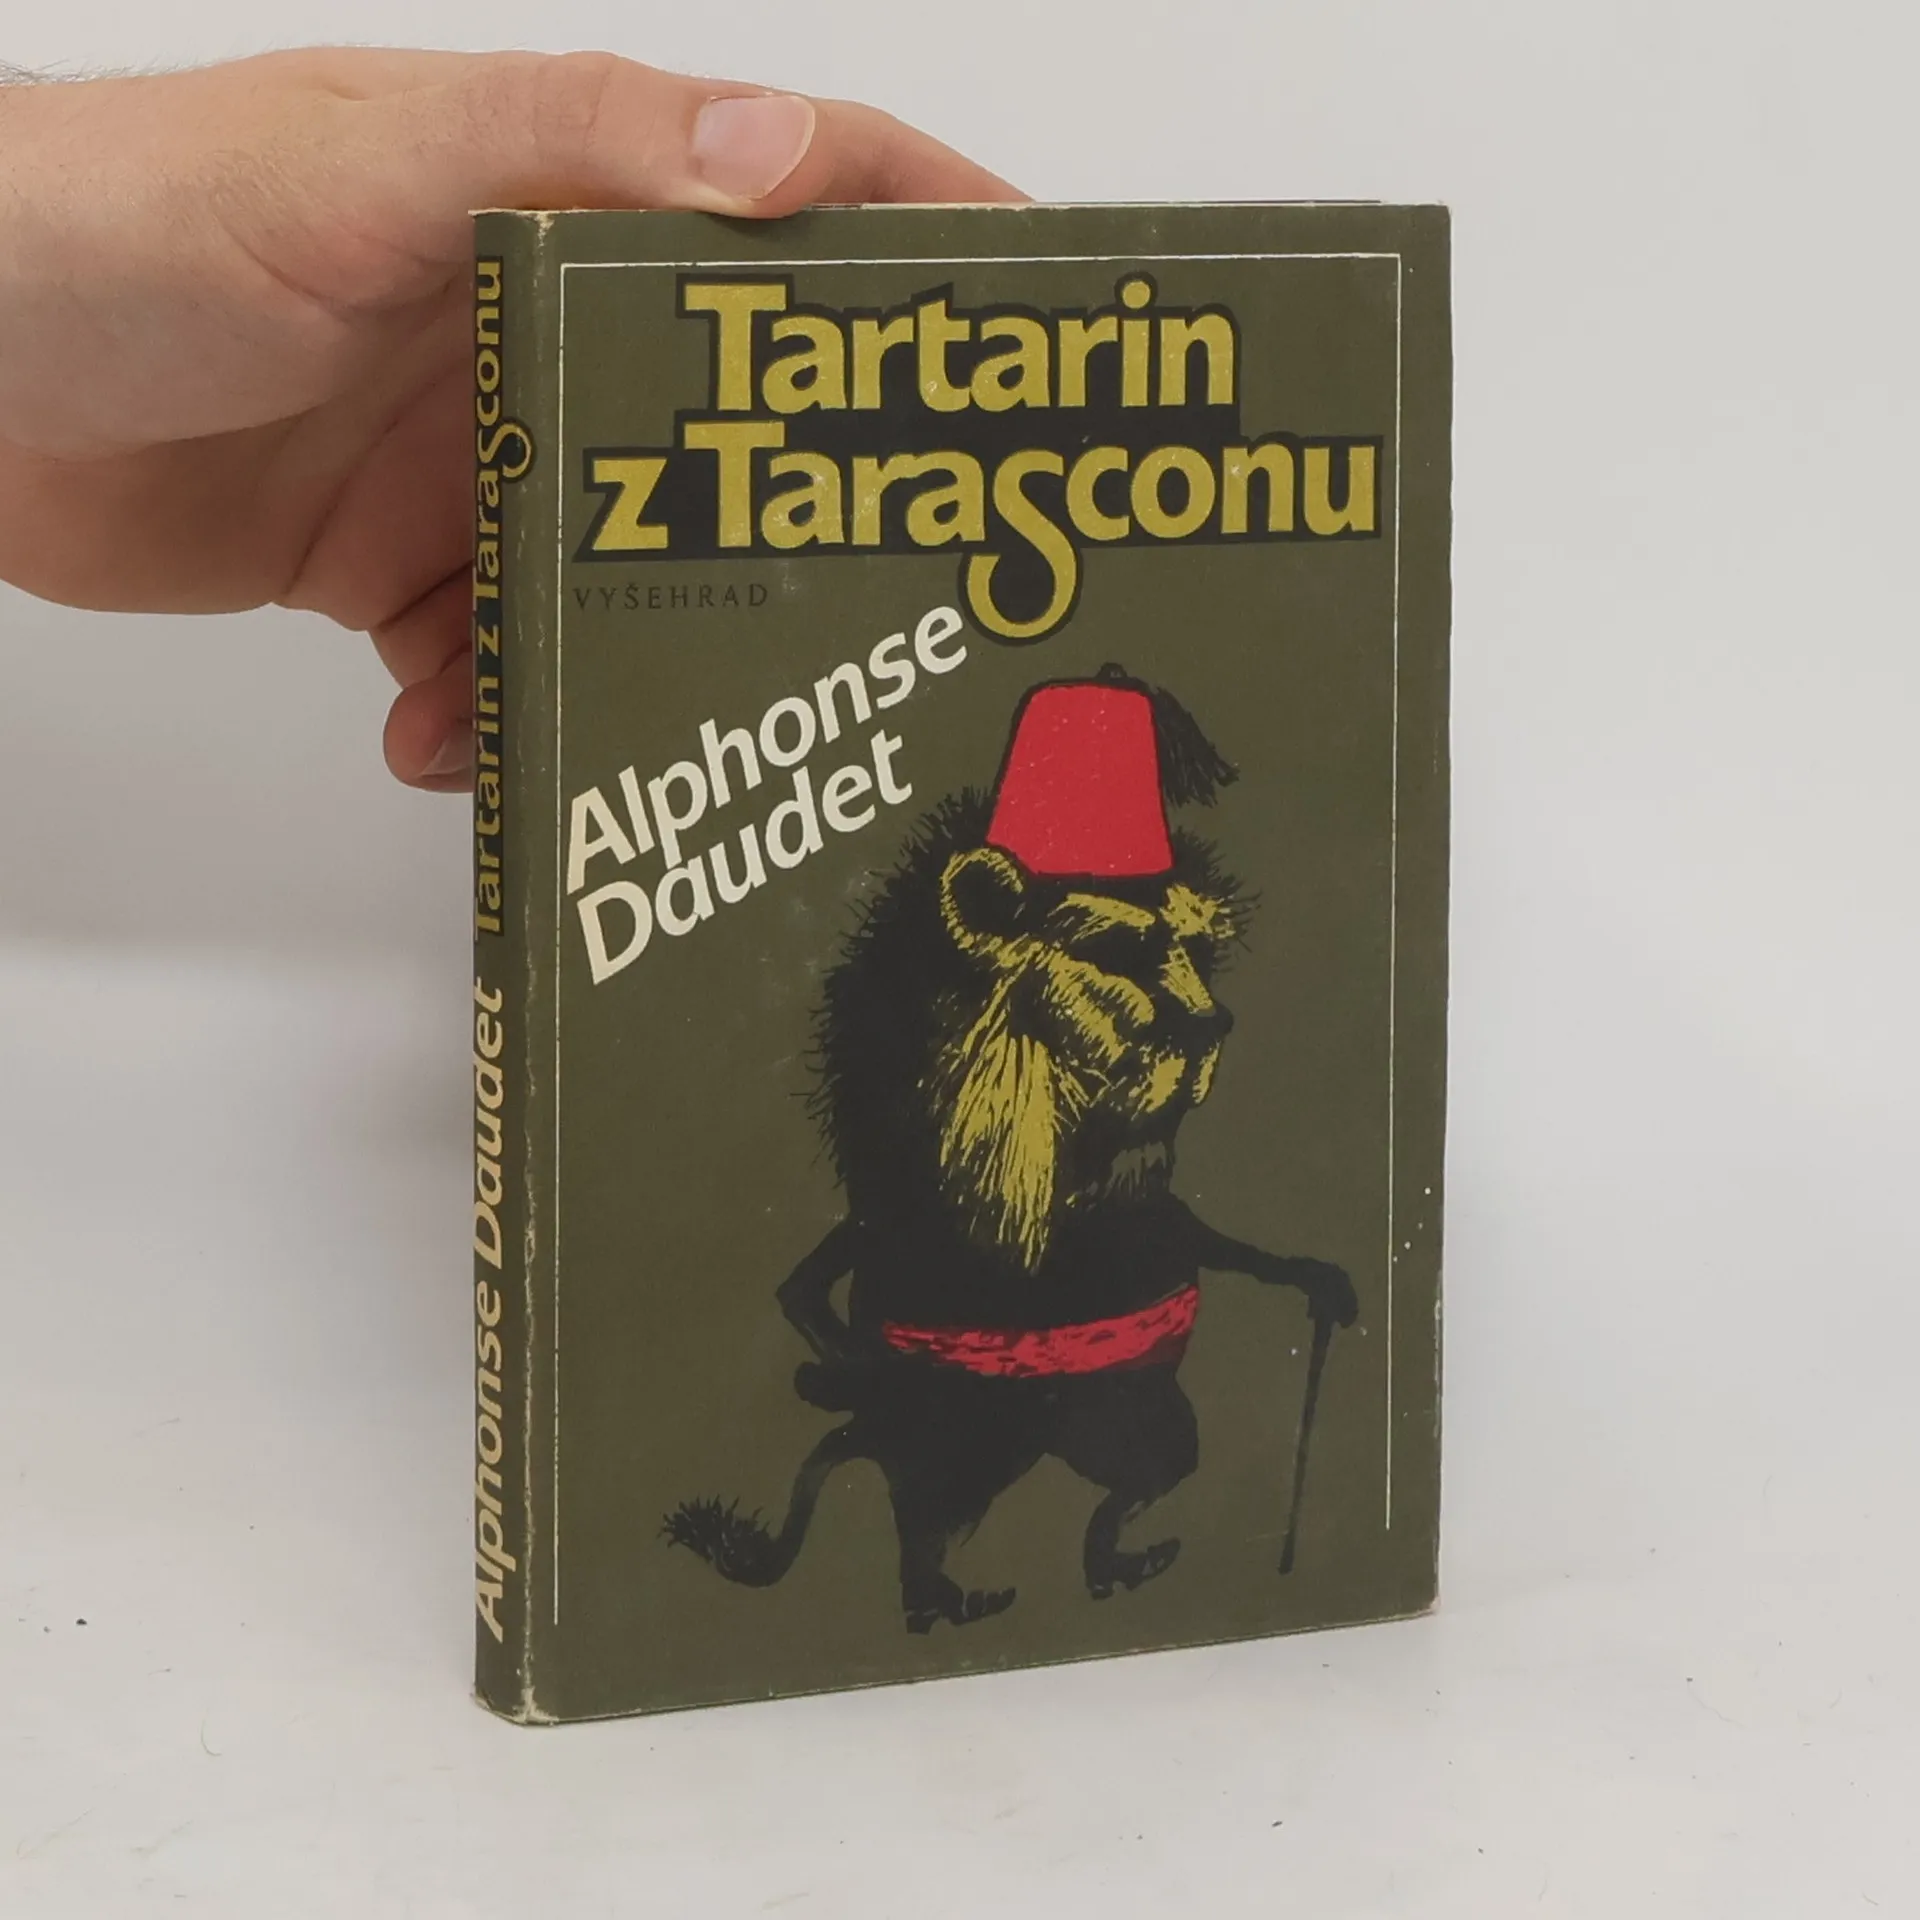 Tartarin
z Tarasconu
VYŠEHRAD
Alphonse
Daudet
Alphonse Daudet Tartarin z Tarasconu